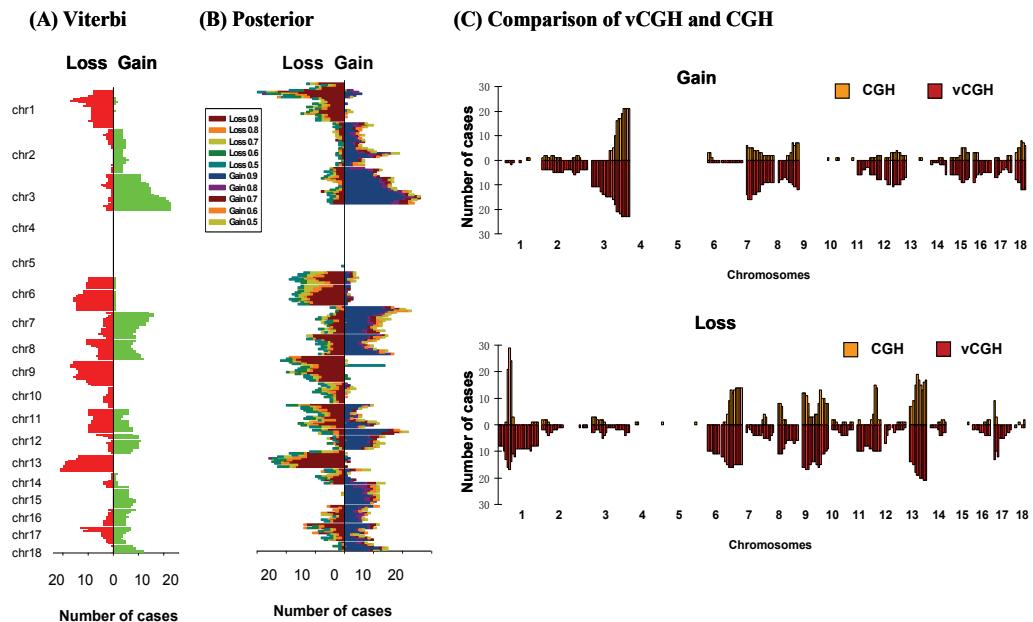 (A) Viterbi
(B) Posterior
(C) Comparison of vCGH and CGH
Loss Gain
chr1
chr2
chr3
chr4
chr5
chr6
chr7
chr8
chr9
chr10
chr11
chr12
chr13
chr14
chr15
chr16
chr17
chr18
20 10 0 10 20
Number of cases
Loss Gain
Loss 0.9
Loss 0.8
Loss 0.7
Loss 0.6
Loss 0.5
Gain 0.9
Gain 0.8
Gain 0.7
Gain 0.6
Gain 0.5
20 10 0 10 20
Number of cases
Gain
CGH
vCGH
Number of cases
30
20
10
0
10
20
30
1 2 3 4 5 6 7 8 9 10 11 12 13 14 15 16 17 18
Chromosomes
Loss
CGH
vCGH
Number of cases
30
20
10
0
10
20
30
1 2 3 4 5 6 7 8 9 10 11 12 13 14 15 16 17 18
Chromosomes